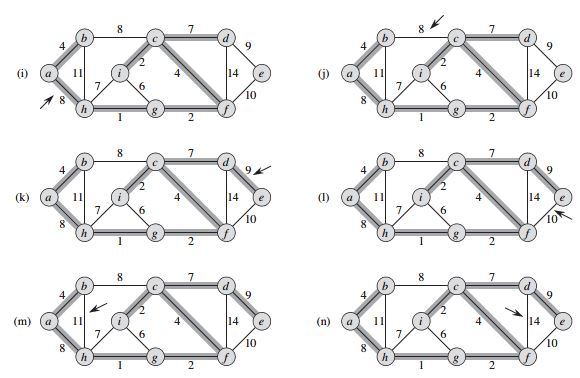 (i) a b c d e f g h i 4 8 7 9 8 11 7 2 6 4 14 10 1 2
(j) a b c d e f g h i 4 8 7 9 8 11 7 2 6 4 14 10 1 2
(k) a b c d e f g h i 4 8 7 9 8 11 7 2 6 4 14 10 1 2
(l) a b c d e f g h i 4 8 7 9 8 11 7 2 6 4 14 10 1 2
(m) a b c d e f g h i 4 8 7 9 8 11 7 2 6 4 14 10 1 2
(n) a b c d e f g h i 4 8 7 9 8 11 7 2 6 4 14 10 1 2